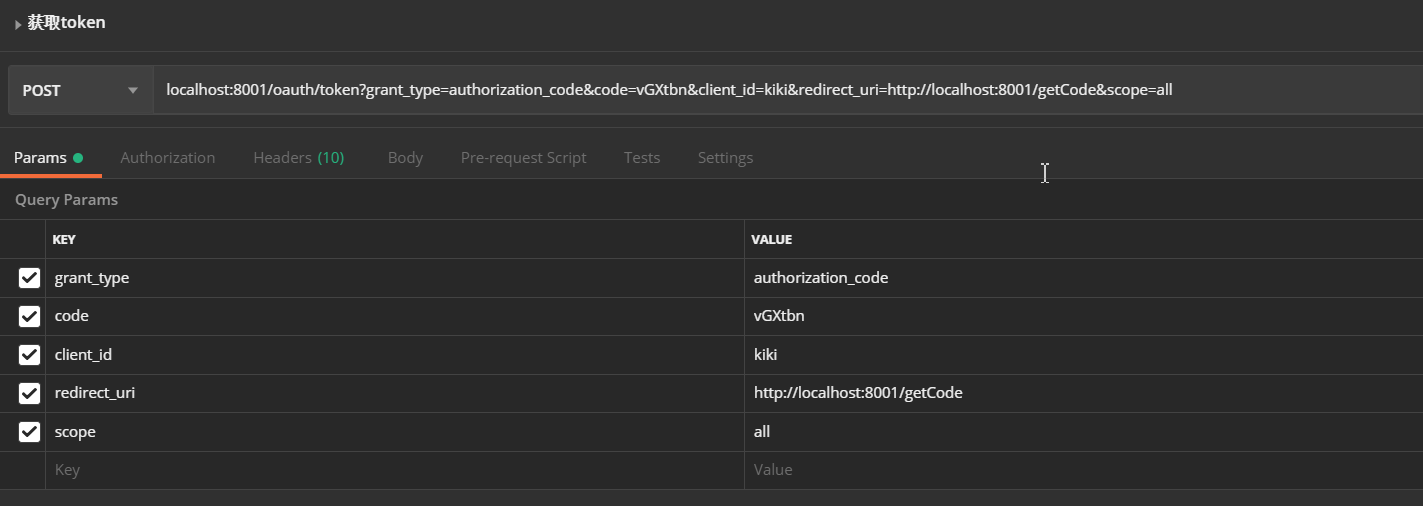 获取token
POST localhost:8001/oauth/token?grant_type=authorization_code&code=vGXtbn&client_id=kiki&redirect_uri=http://localhost:8001/getCode&scope=all
Params Authorization Headers (10) Body Pre-request Script Tests Settings
Query Params
KEY VALUE
grant_type authorization_code
code vGXtbn
client_id kiki
redirect_uri http://localhost:8001/getCode
scope all
Key Value